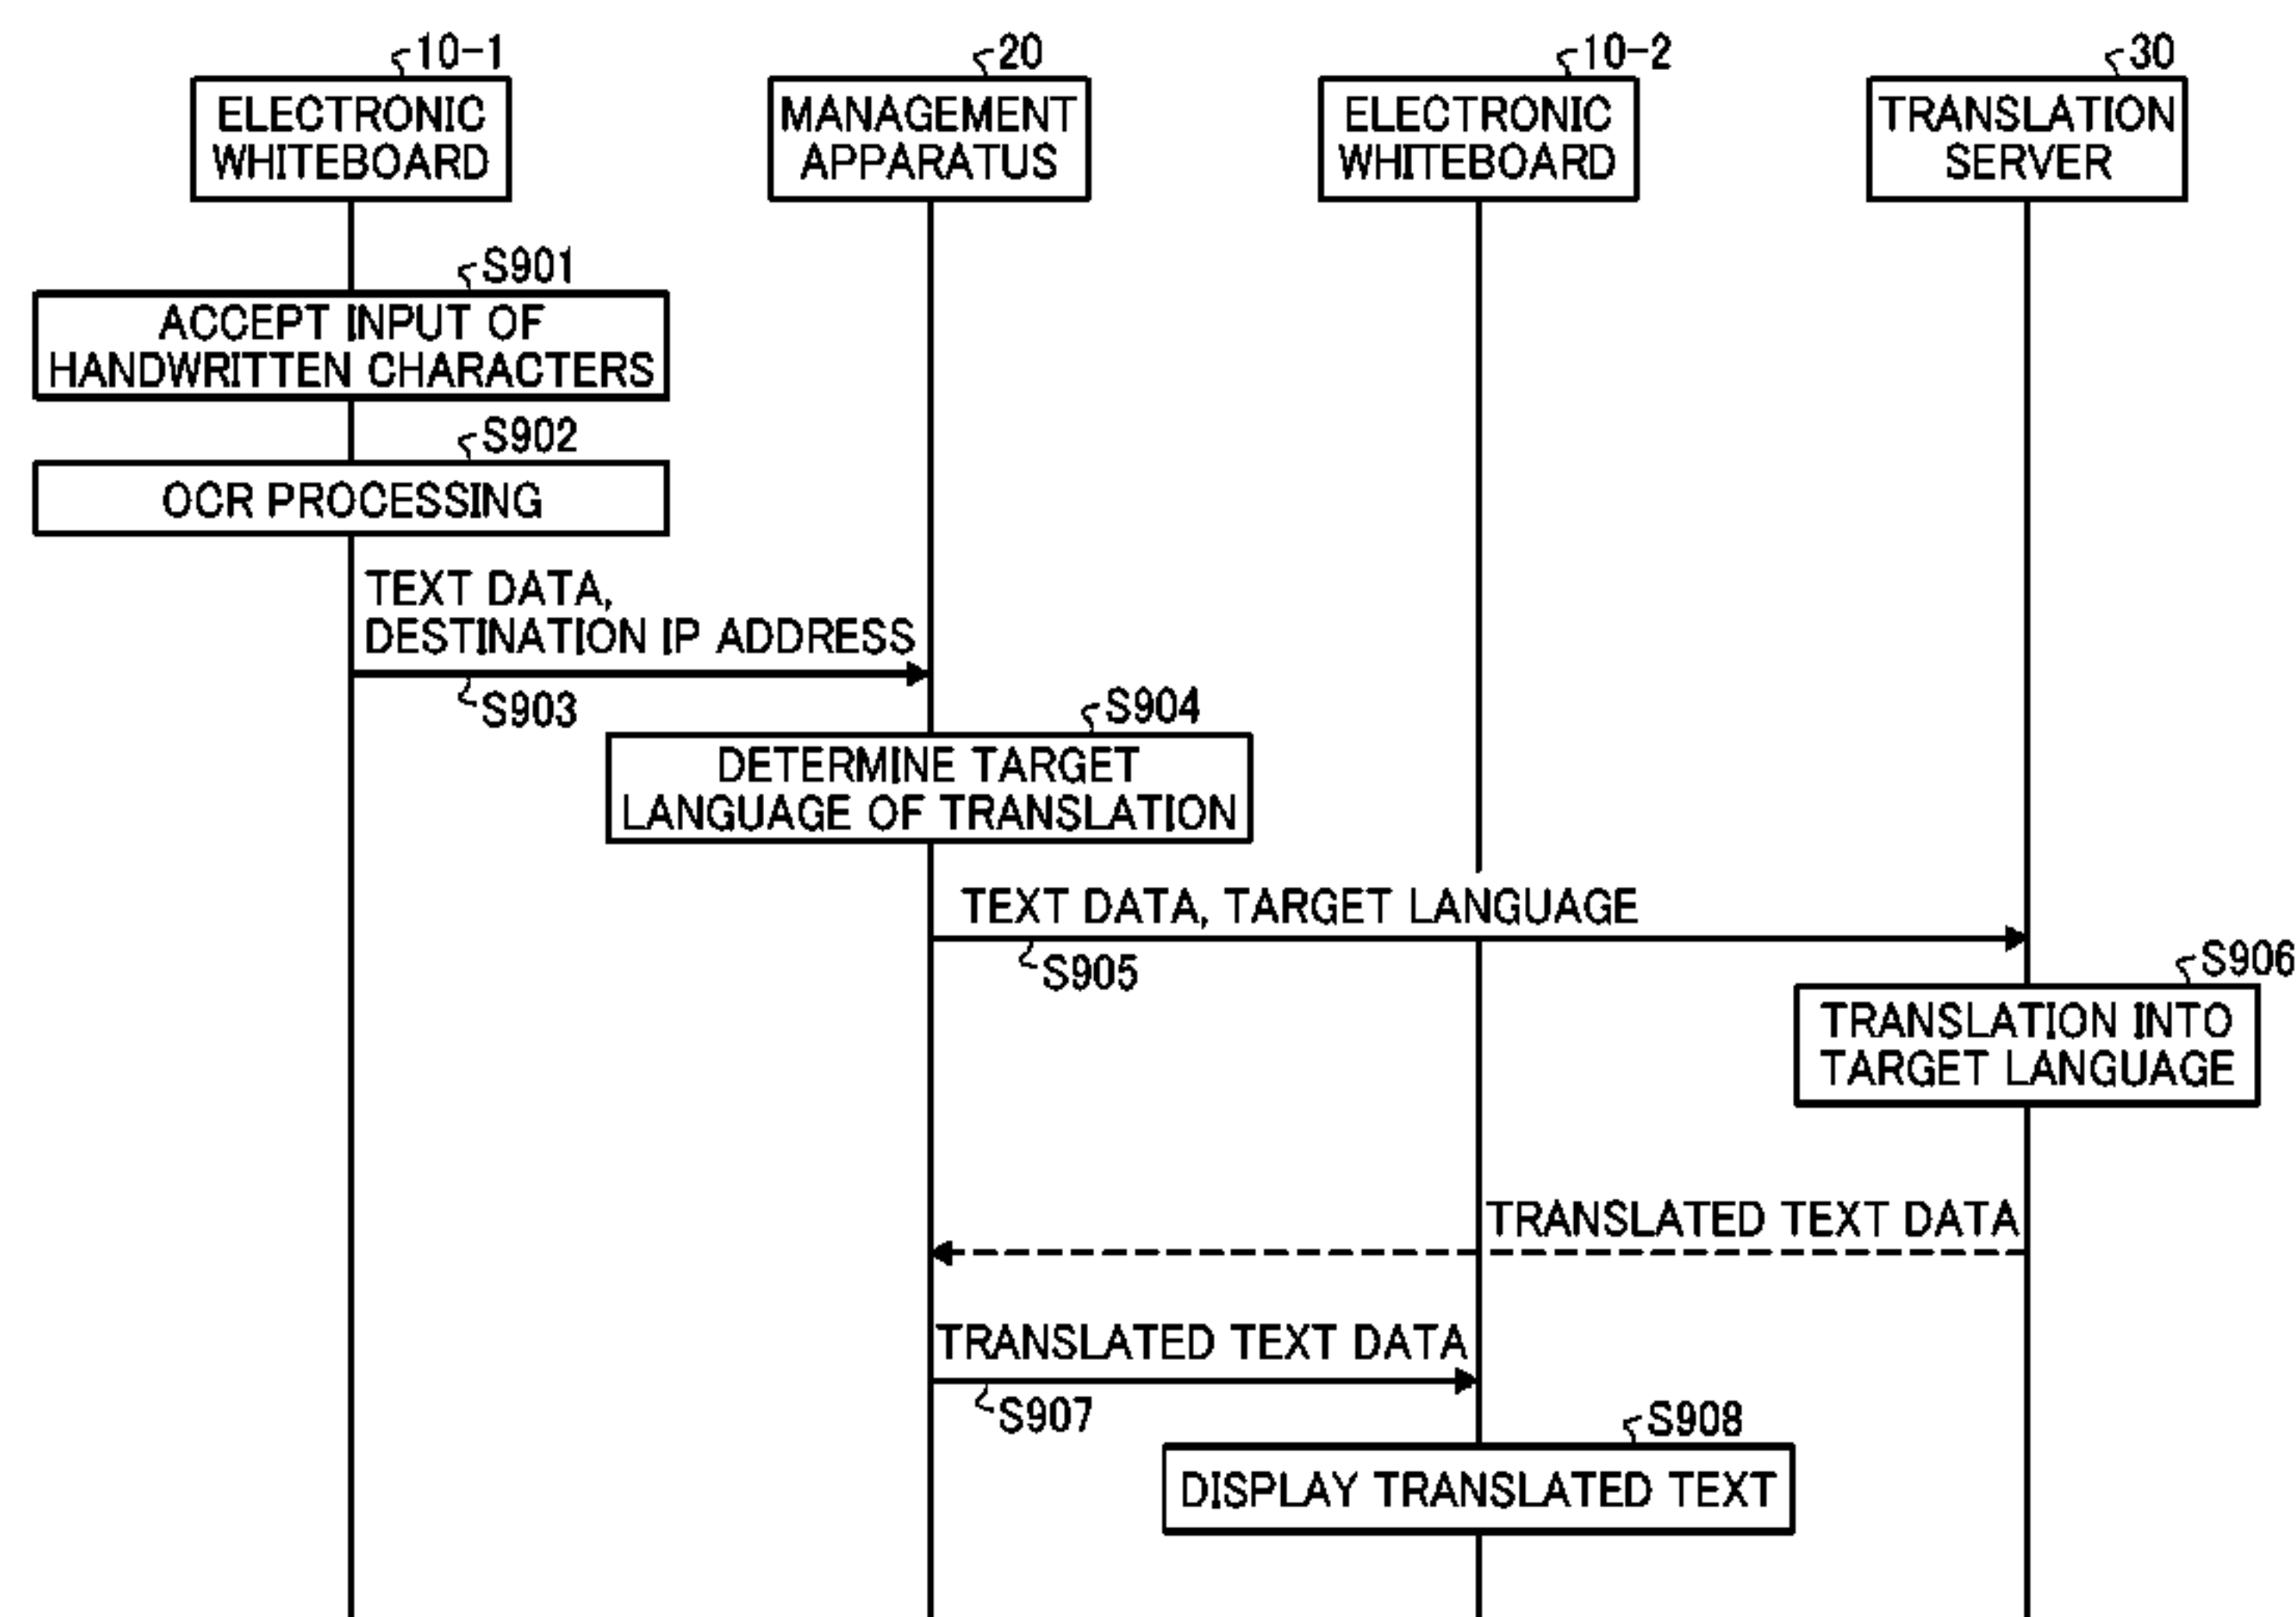 10-1
20
10-2
30
ELECTRONIC
WHITEBOARD
MANAGEMENT
APPARATUS
ELECTRONIC
WHITEBOARD
TRANSLATION
SERVER
S901
ACCEPT INPUT OF
HANDWRITTEN CHARACTERS
S902
OCR PROCESSING
TEXT DATA,
DESTINATION IP ADDRESS
S903
S904
DETERMINE TARGET
LANGUAGE OF TRANSLATION
TEXT DATA, TARGET LANGUAGE
S905
S906
TRANSLATION INTO
TARGET LANGUAGE
TRANSLATED TEXT DATA
TRANSLATED TEXT DATA
S907
S908
DISPLAY TRANSLATED TEXT